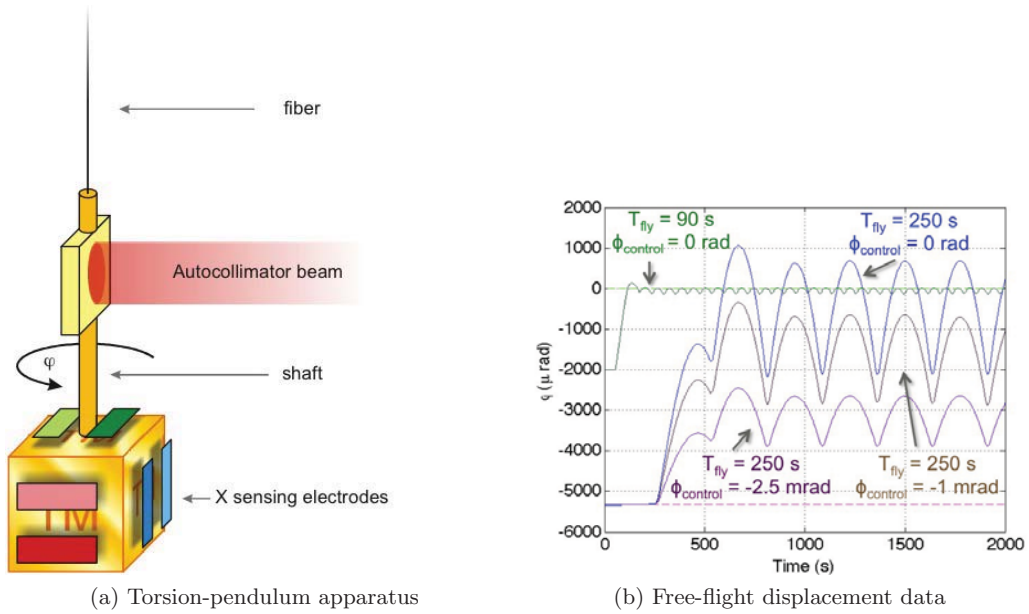 fiber
Autocollimator beam
φ
shaft
X sensing electrodes
TM
(a) Torsion-pendulum apparatus
T_fly = 90 s
ϕ_control = 0 rad
T_fly = 250 s
ϕ_control = 0 rad
T_fly = 250 s
ϕ_control = -2.5 mrad
T_fly = 250 s
ϕ_control = -1 mrad
2000
1000
0
-1000
-2000
-3000
-4000
-5000
-6000
(μ rad)
0
500
1000
1500
2000
Time (s)
(b) Free-flight displacement data